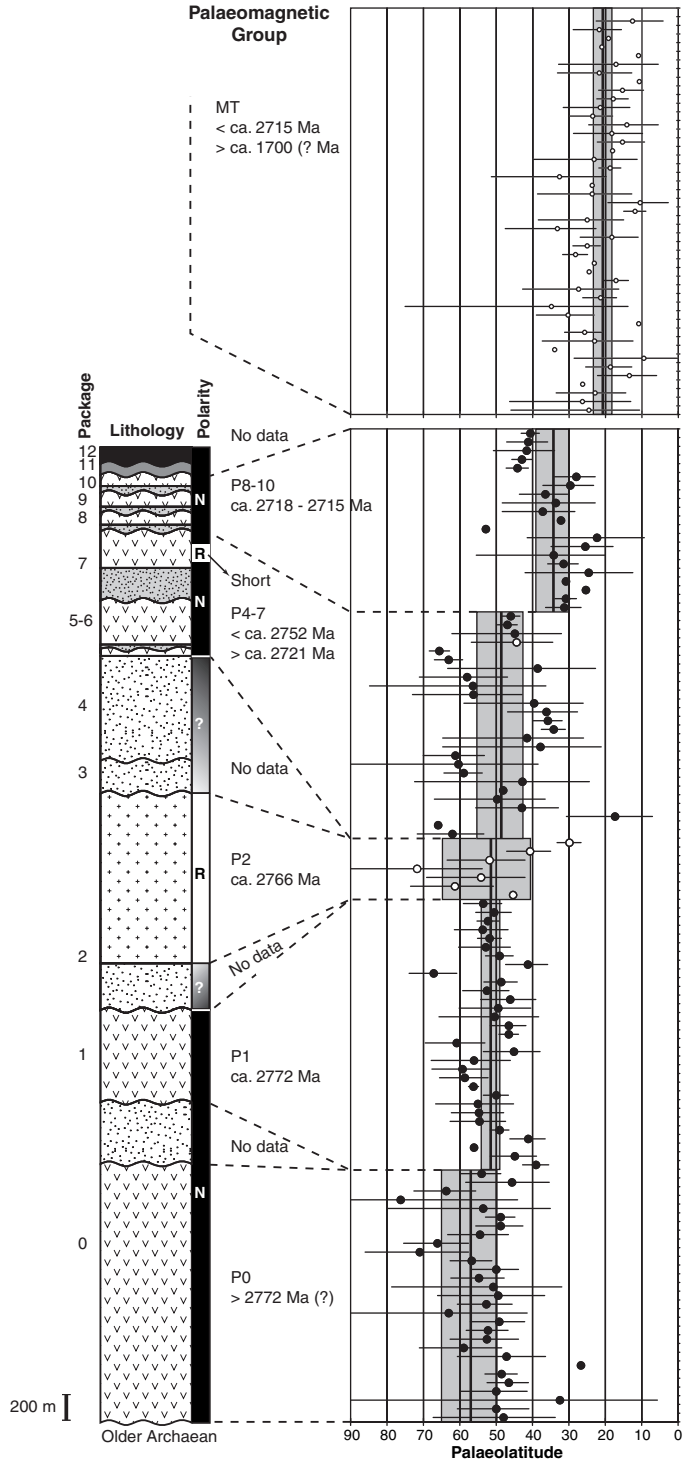 Palaeomagnetic
Group
MT
< ca. 2715 Ma
> ca. 1700 (? Ma
Package
Lithology
Polarity
12
11
10
9
8
7
5-6
4
3
2
1
0
N
R
N
?
R
?
N
No data
P8-10
ca. 2718 - 2715 Ma
Short
P4-7
< ca. 2752 Ma
> ca. 2721 Ma
No data
P2
ca. 2766 Ma
No data
P1
ca. 2772 Ma
No data
P0
> 2772 Ma (?)
200 m
Older Archaean
90 80 70 60 50 40 30 20 10 0
Palaeolatitude